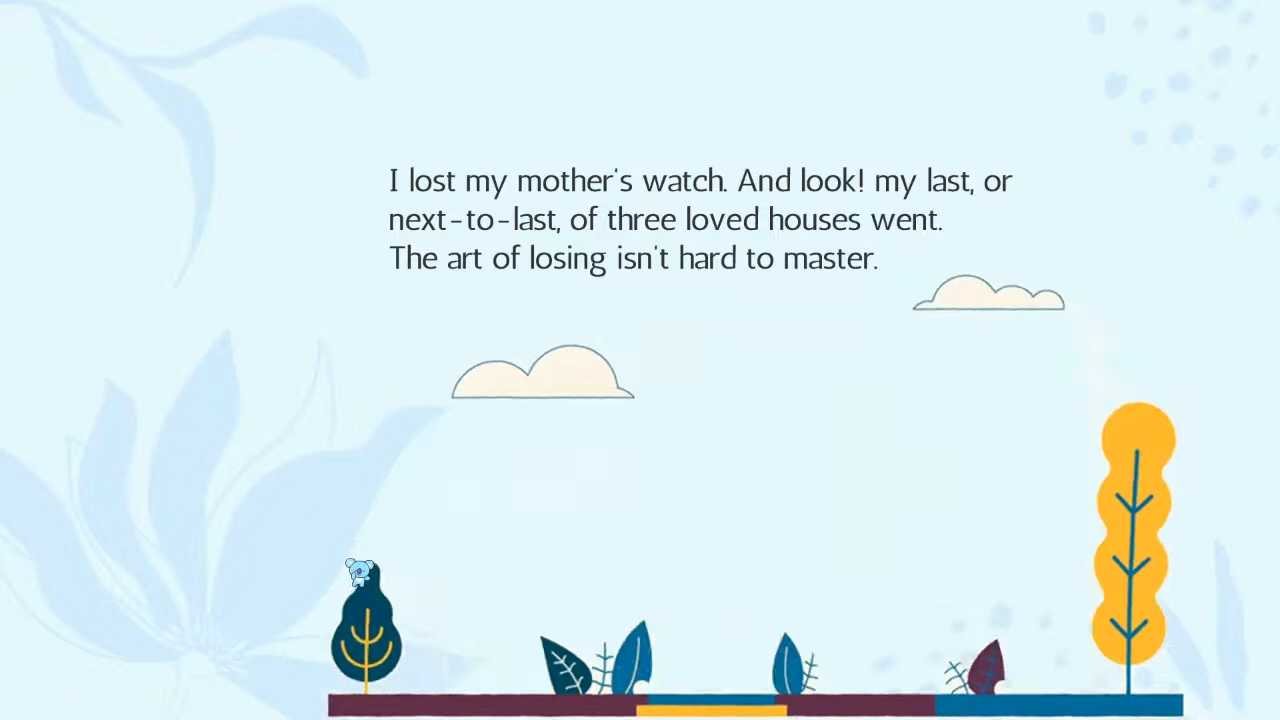 I lost my mother's watch. And look! my last, or
next-to-last, of three loved houses went.
The art of losing isn't hard to master.